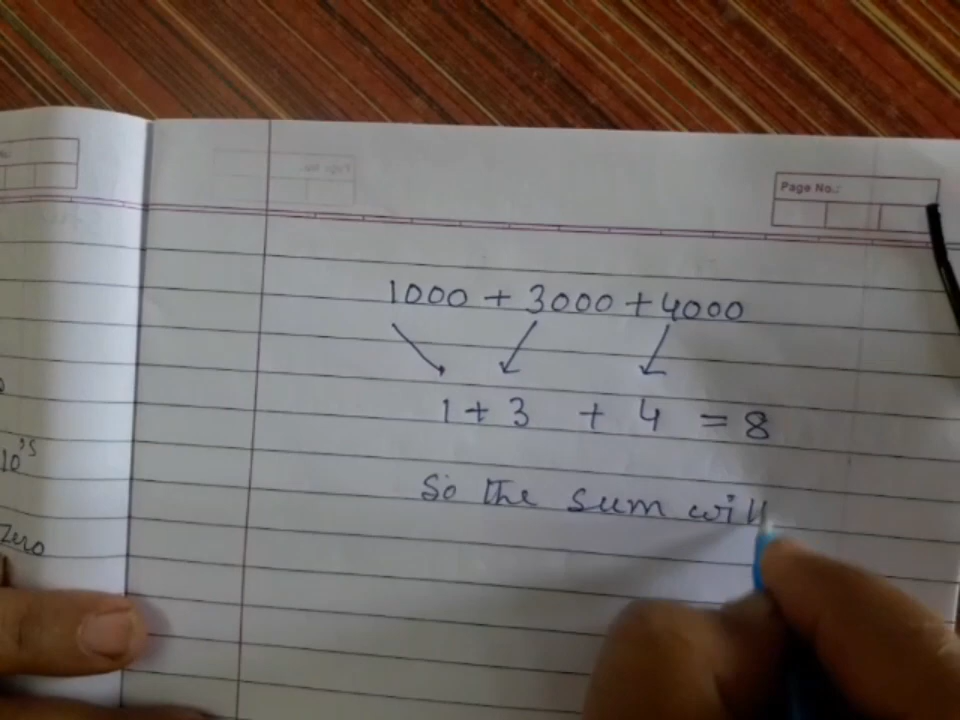 Page No.:
1000 + 3000 + 4000
1 + 3 + 4 = 8
So the sum will
10's
Zero